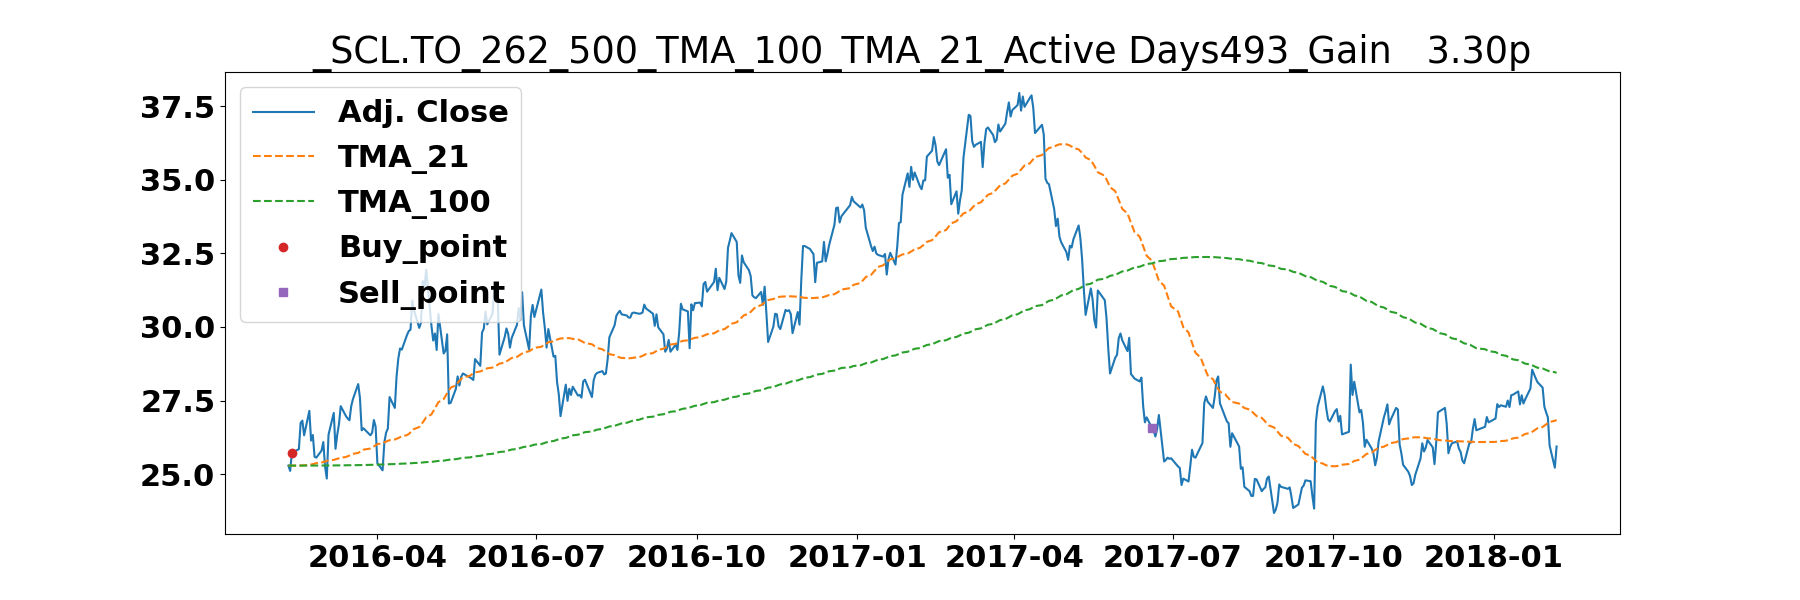 _SCL.TO_262_500_TMA_100_TMA_21_Active Days493_Gain   3.30p
Adj. Close
TMA_21
TMA_100
Buy_point
Sell_point
37.5
35.0
32.5
30.0
27.5
25.0
2016-04 2016-07 2016-10 2017-01 2017-04 2017-07 2017-10 2018-01